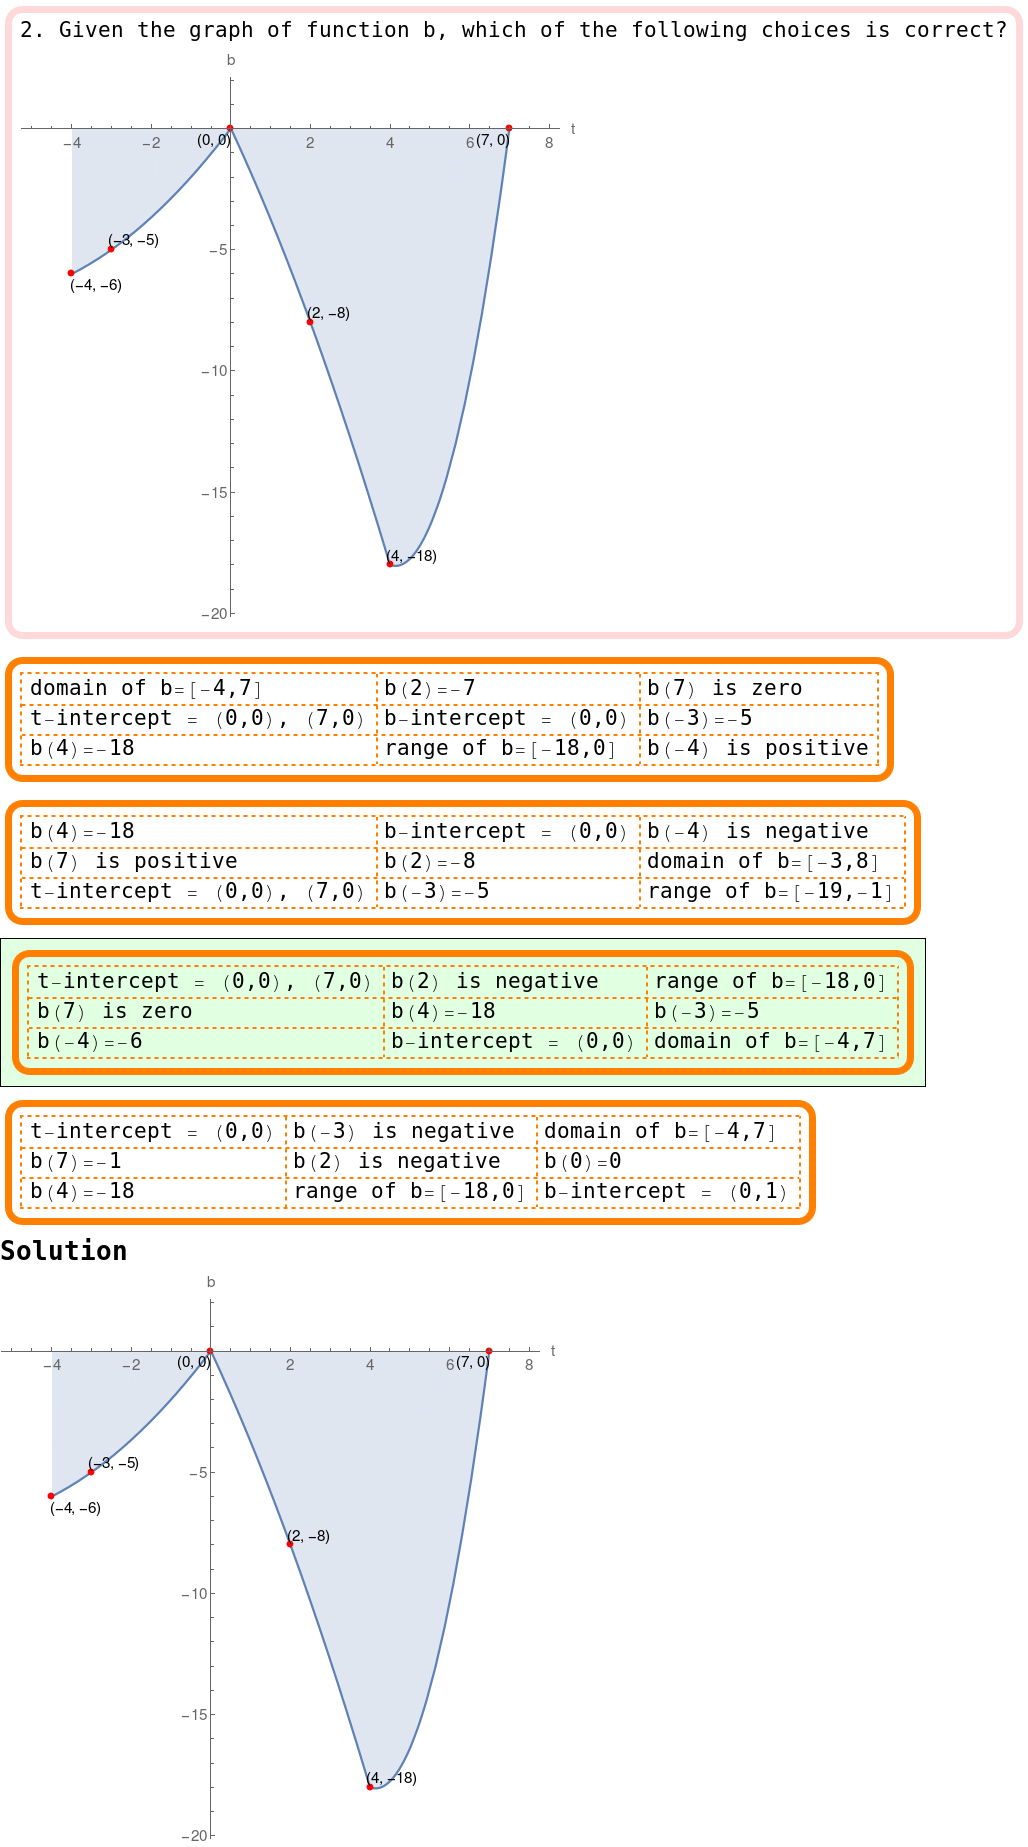 2. Given the graph of function b, which of the following choices is correct?
b
t
(0, 0)
(7, 0)
−4 −2 2 4 6 8
(−3, −5)
−5
(−4, −6)
(2, −8)
−10
−15
(4, −18)
−20
domain of b=[-4,7] b(2)=-7 b(7) is zero
t-intercept = (0,0), (7,0) b-intercept = (0,0) b(-3)=-5
b(4)=-18 range of b=[-18,0] b(-4) is positive
b(4)=-18 b-intercept = (0,0) b(-4) is negative
b(7) is positive b(2)=-8 domain of b=[-3,8]
t-intercept = (0,0), (7,0) b(-3)=-5 range of b=[-19,-1]
t-intercept = (0,0), (7,0) b(2) is negative range of b=[-18,0]
b(7) is zero b(4)=-18 b(-3)=-5
b(-4)=-6 b-intercept = (0,0) domain of b=[-4,7]
t-intercept = (0,0) b(-3) is negative domain of b=[-4,7]
b(7)=-1 b(2) is negative b(0)=0
b(4)=-18 range of b=[-18,0] b-intercept = (0,1)
Solution
b
t
(0, 0)
(7, 0)
−4 −2 2 4 6 8
(−3, −5)
−5
(−4, −6)
(2, −8)
−10
−15
(4, −18)
−20